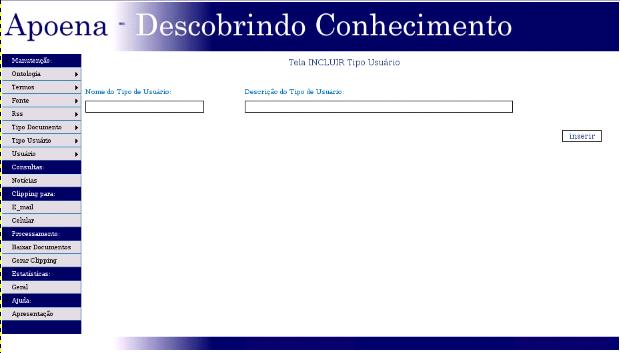 Apoena - Descobrindo Conhecimento
Manutenção:
Ontologia
Termos
Fonte
Rss
Tipo Documento
Tipo Usuário
Usuário
Consultas:
Notícias
Clipping para:
E_mail
Celular
Processamento:
Baixar Documentos
Gerar Clipping
Estatísticas:
Geral
Ajuda:
Apresentação
Tela INCLUIR Tipo Usuário
Nome do Tipo de Usuário:
Descrição do Tipo de Usuário:
inserir